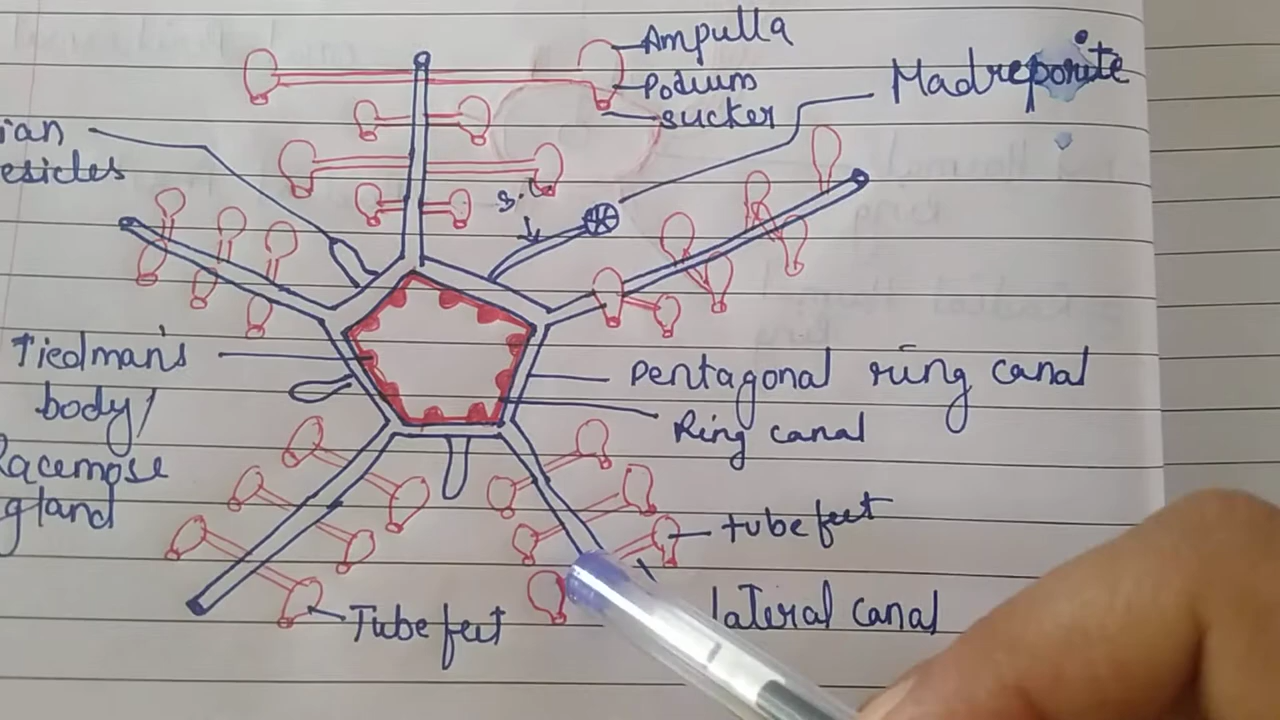 Ampulla
Podium
sucker
Madreporite
ian
esicles
s.c
Tiedman's
body/
Racemose
gland
Pentagonal ring canal
Ring canal
tube feet
lateral canal
Tube feet